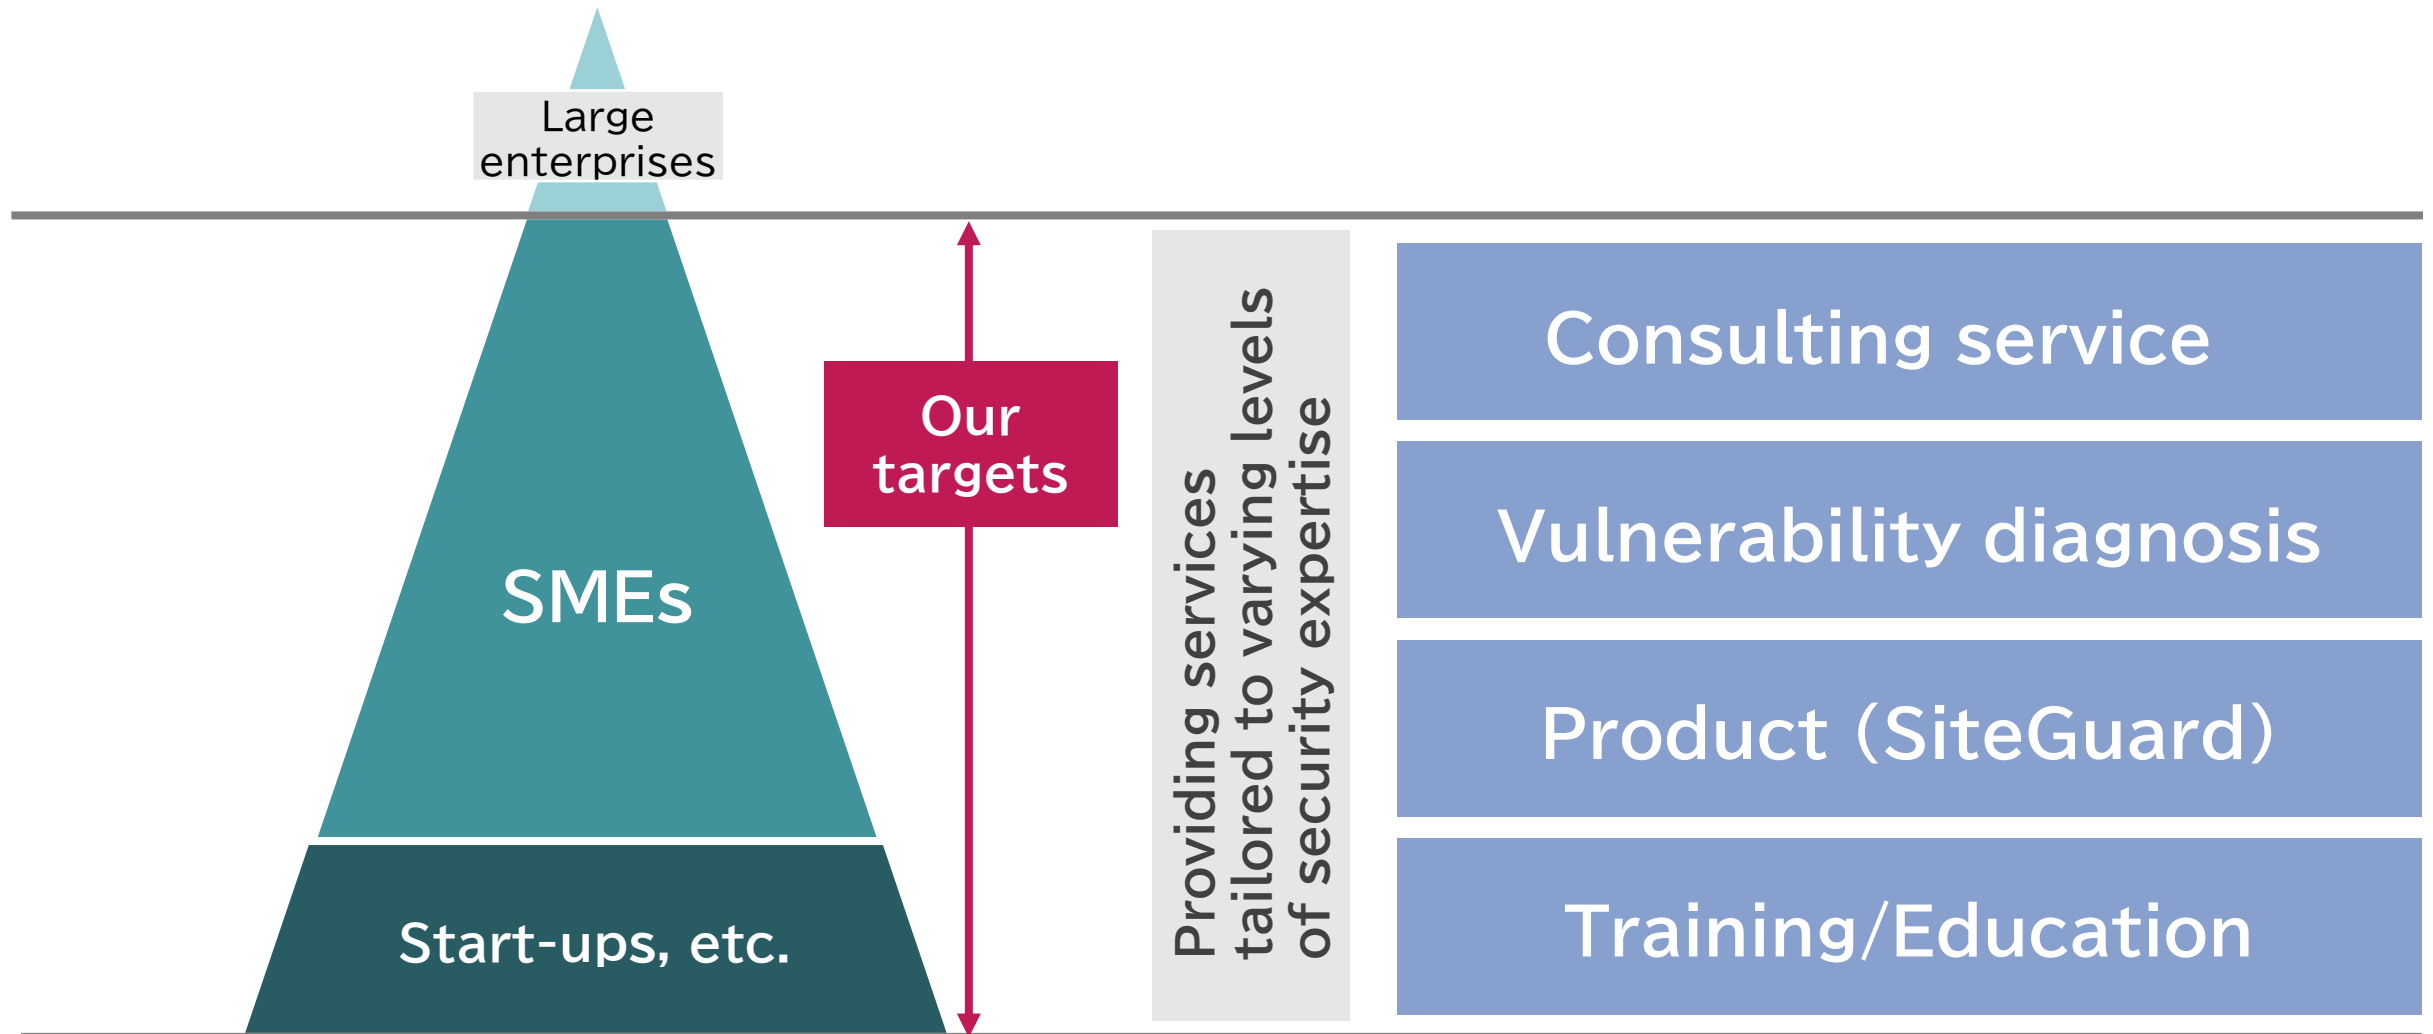 Large
enterprises
Our
targets
SMEs
Start-ups, etc.
Providing services
tailored to varying levels
of security expertise
Consulting service
Vulnerability diagnosis
Product (SiteGuard)
Training/Education